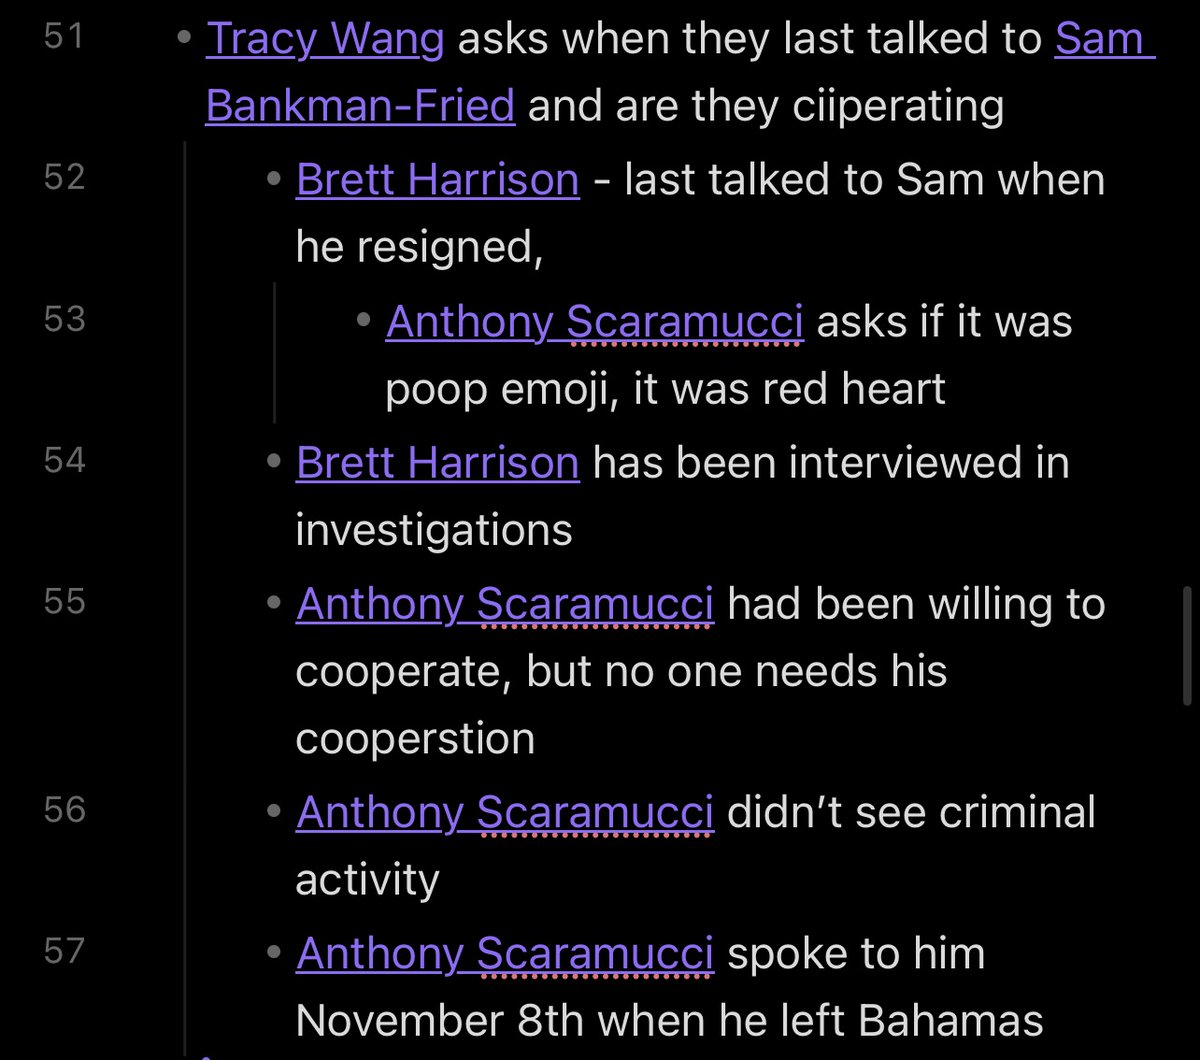 51 • Tracy Wang asks when they last talked to Sam
Bankman-Fried and are they ciiperating
52 • Brett Harrison - last talked to Sam when
he resigned,
53 • Anthony Scaramucci asks if it was
poop emoji, it was red heart
54 • Brett Harrison has been interviewed in
investigations
55 • Anthony Scaramucci had been willing to
cooperate, but no one needs his
cooperstion
56 • Anthony Scaramucci didn’t see criminal
activity
57 • Anthony Scaramucci spoke to him
November 8th when he left Bahamas